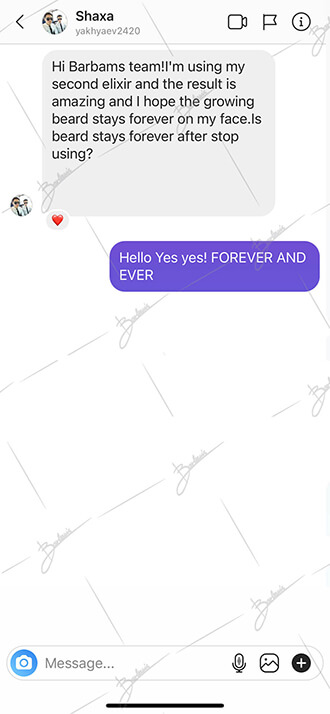 Shaxa
yakhyaev2420
Hi Barbams team!I'm using my
second elixir and the result is
amazing and I hope the growing
beard stays forever on my face.Is
beard stays forever after stop
using?
Hello Yes yes! FOREVER AND
EVER
Message...